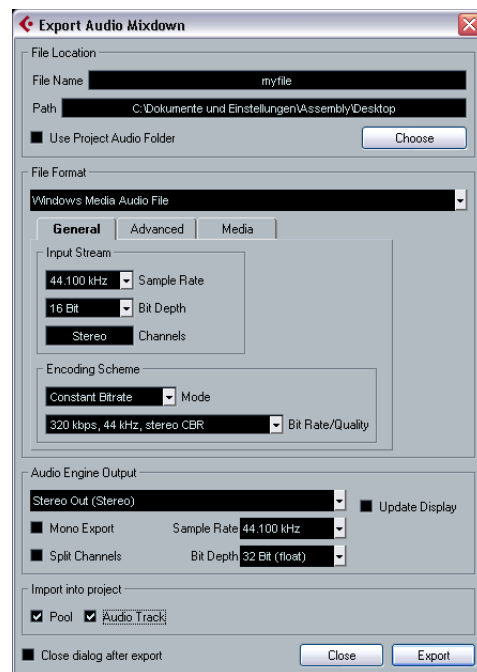 Export Audio Mixdown
File Location
File Name myfile
Path C:\Dokumente und Einstellungen\Assembly\Desktop
Use Project Audio Folder Choose
File Format
Windows Media Audio File
General Advanced Media
Input Stream
44.100 kHz Sample Rate
16 Bit Bit Depth
Stereo Channels
Encoding Scheme
Constant Bitrate Mode
320 kbps, 44 kHz, stereo CBR Bit Rate/Quality
Audio Engine Output
Stereo Out (Stereo) Update Display
Mono Export Sample Rate 44.100 kHz
Split Channels Bit Depth 32 Bit (float)
Import into project
Pool Audio Track
Close dialog after export Close Export